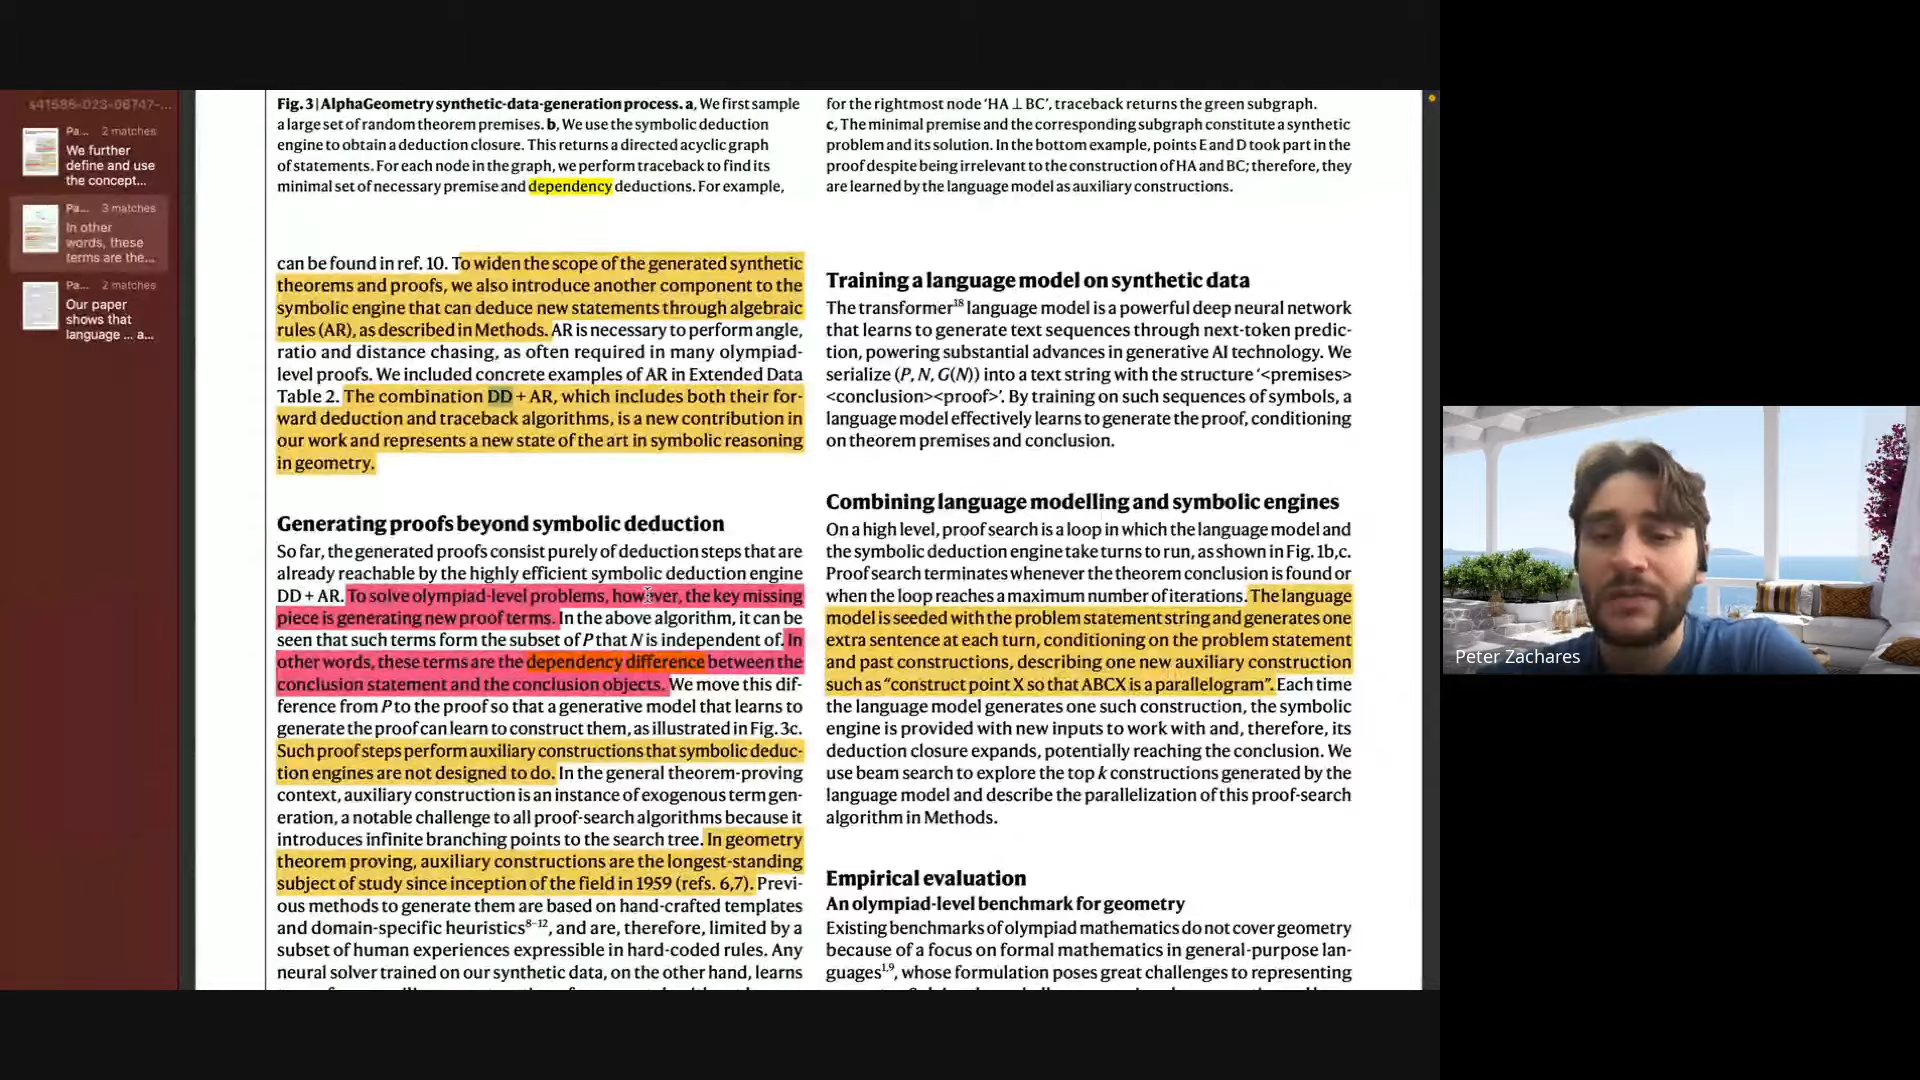 s41586-023-06747-...
Pa... 2 matches
We further
define and use
the concept...
Pa... 3 matches
In other
words, these
terms are the...
Pa... 2 matches
Our paper
shows that
language ... a...
Fig. 3 | AlphaGeometry synthetic-data-generation process. a, We first sample
a large set of random theorem premises. b, We use the symbolic deduction
engine to obtain a deduction closure. This returns a directed acyclic graph
of statements. For each node in the graph, we perform traceback to find its
minimal set of necessary premise and dependency deductions. For example,
for the rightmost node ‘HA ⊥ BC’, traceback returns the green subgraph.
c, The minimal premise and the corresponding subgraph constitute a synthetic
problem and its solution. In the bottom example, points E and D took part in the
proof despite being irrelevant to the construction of HA and BC; therefore, they
are learned by the language model as auxiliary constructions.
can be found in ref. 10. To widen the scope of the generated synthetic
theorems and proofs, we also introduce another component to the
symbolic engine that can deduce new statements through algebraic
rules (AR), as described in Methods. AR is necessary to perform angle,
ratio and distance chasing, as often required in many olympiad-
level proofs. We included concrete examples of AR in Extended Data
Table 2. The combination DD + AR, which includes both their for-
ward deduction and traceback algorithms, is a new contribution in
our work and represents a new state of the art in symbolic reasoning
in geometry.
Generating proofs beyond symbolic deduction
So far, the generated proofs consist purely of deduction steps that are
already reachable by the highly efficient symbolic deduction engine
DD + AR. To solve olympiad-level problems, however, the key missing
piece is generating new proof terms. In the above algorithm, it can be
seen that such terms form the subset of P that N is independent of. In
other words, these terms are the dependency difference between the
conclusion statement and the conclusion objects. We move this dif-
ference from P to the proof so that a generative model that learns to
generate the proof can learn to construct them, as illustrated in Fig. 3c.
Such proof steps perform auxiliary constructions that symbolic deduc-
tion engines are not designed to do. In the general theorem-proving
context, auxiliary construction is an instance of exogenous term gen-
eration, a notable challenge to all proof-search algorithms because it
introduces infinite branching points to the search tree. In geometry
theorem proving, auxiliary constructions are the longest-standing
subject of study since inception of the field in 1959 (refs. 6,7). Previ-
ous methods to generate them are based on hand-crafted templates
and domain-specific heuristics8–12, and are, therefore, limited by a
subset of human experiences expressible in hard-coded rules. Any
neural solver trained on our synthetic data, on the other hand, learns
Training a language model on synthetic data
The transformer18 language model is a powerful deep neural network
that learns to generate text sequences through next-token predic-
tion, powering substantial advances in generative AI technology. We
serialize (P, N, G(N)) into a text string with the structure ‘<premises>
<conclusion><proof>’. By training on such sequences of symbols, a
language model effectively learns to generate the proof, conditioning
on theorem premises and conclusion.
Combining language modelling and symbolic engines
On a high level, proof search is a loop in which the language model and
the symbolic deduction engine take turns to run, as shown in Fig. 1b,c.
Proof search terminates whenever the theorem conclusion is found or
when the loop reaches a maximum number of iterations. The language
model is seeded with the problem statement string and generates one
extra sentence at each turn, conditioning on the problem statement
and past constructions, describing one new auxiliary construction
such as “construct point X so that ABCX is a parallelogram”. Each time
the language model generates one such construction, the symbolic
engine is provided with new inputs to work with and, therefore, its
deduction closure expands, potentially reaching the conclusion. We
use beam search to explore the top k constructions generated by the
language model and describe the parallelization of this proof-search
algorithm in Methods.
Empirical evaluation
An olympiad-level benchmark for geometry
Existing benchmarks of olympiad mathematics do not cover geometry
because of a focus on formal mathematics in general-purpose lan-
guages1,9, whose formulation poses great challenges to representing
Peter Zachares